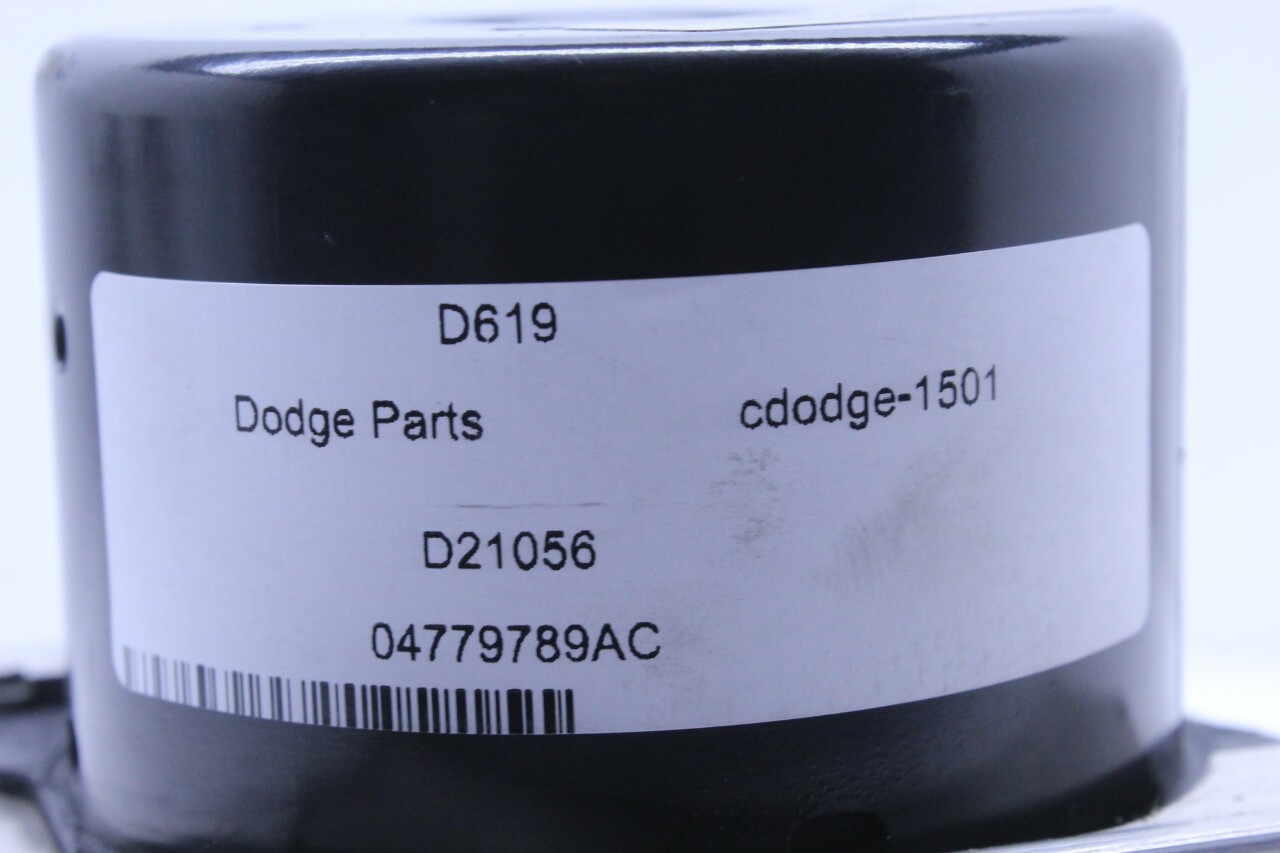 D619
Dodge Parts cdodge-1501
D21056
04779789AC